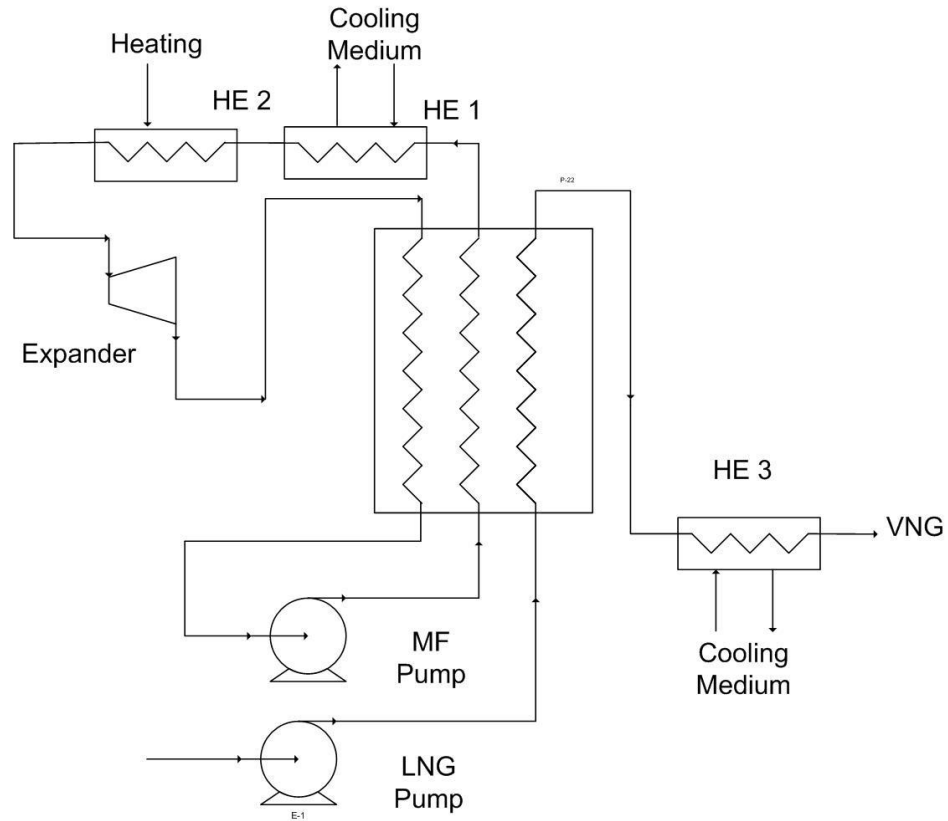 Cooling
Medium
Heating
HE 2
HE 1
P-22
Expander
HE 3
VNG
MF
Pump
Cooling
Medium
LNG
Pump
E-1